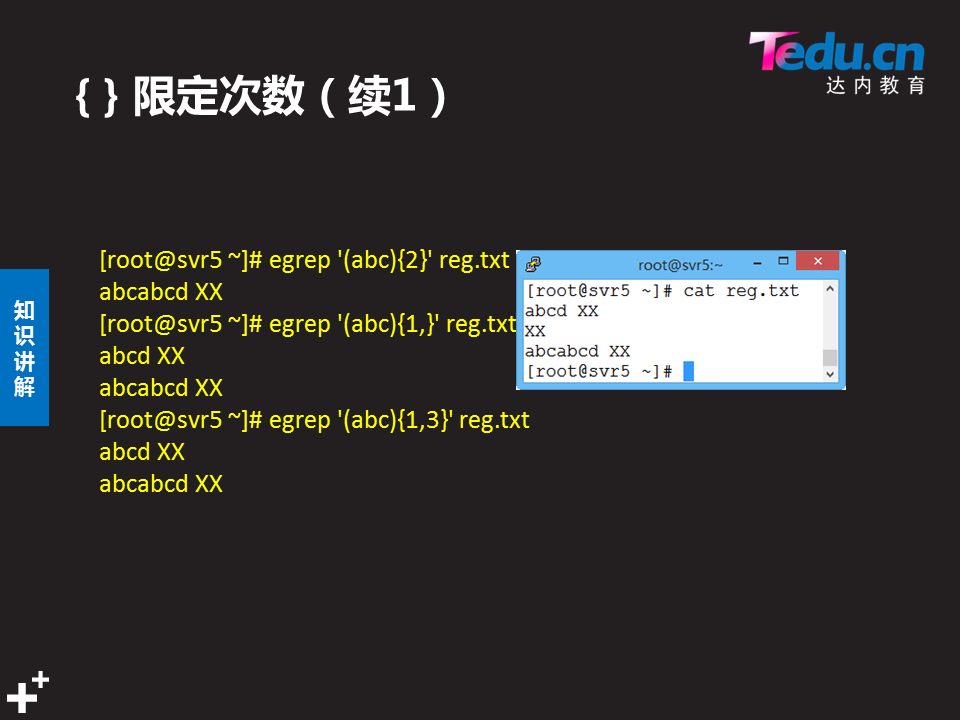 Tedu.cn
达内教育
{ } 限定次数（续1）
知识讲解
[root@svr5 ~]# egrep '(abc){2}' reg.txt
abcabcd XX
[root@svr5 ~]# egrep '(abc){1,}' reg.txt
abcd XX
abcabcd XX
[root@svr5 ~]# egrep '(abc){1,3}' reg.txt
abcd XX
abcabcd XX
root@svr5:~
[root@svr5 ~]# cat reg.txt
abcd XX
XX
abcabcd XX
[root@svr5 ~]#